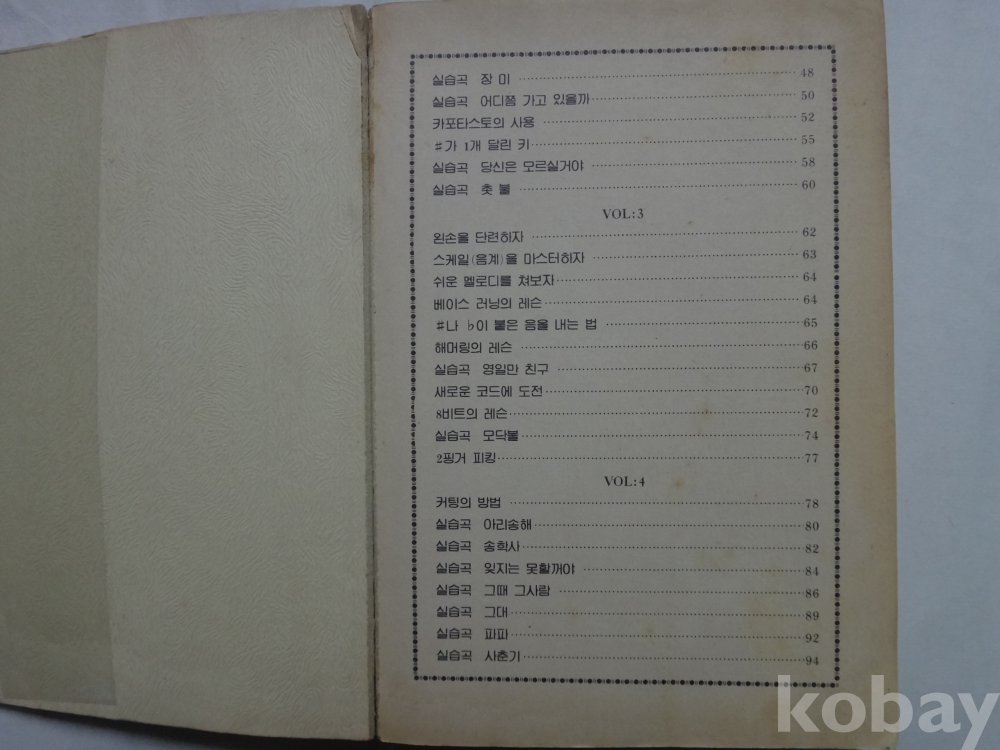 실습곡 장 미 48
실습곡 어디쯤 가고 있을까 50
카포타스토의 사용 52
♯가 1개 달린 키 55
실습곡 당신은 모르실거야 58
실습곡 촛 불 60
VOL:3
왼손을 단련하자 62
스케일(음계)을 마스터하자 63
쉬운 멜로디를 쳐보자 64
베이스 러닝의 레슨 64
♯나 ♭이 붙은 음을 내는 법 65
해머링의 레슨 66
실습곡 영일만 친구 67
새로운 코드에 도전 70
8비트의 레슨 72
실습곡 모닥불 74
2핑거 피킹 77
VOL:4
커팅의 방법 78
실습곡 아리송해 80
실습곡 송학사 82
실습곡 잊지는 못할꺼야 84
실습곡 그때 그사람 86
실습곡 그대 89
실습곡 파파 92
실습곡 사춘기 94
kobay